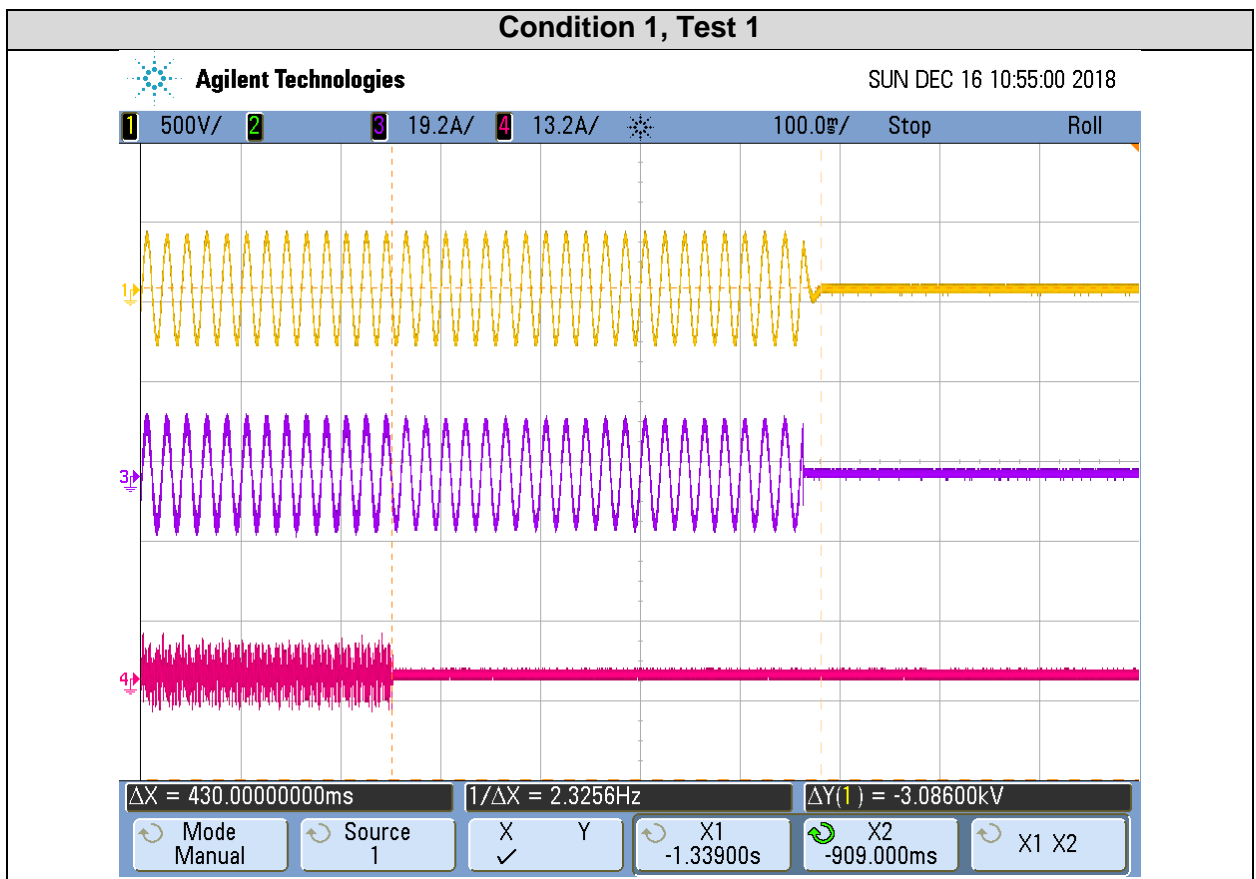 Condition 1, Test 1
Agilent Technologies SUN DEC 16 10:55:00 2018
1 500V/ 2 3 19.2A/ 4 13.2A/ 100.0ms/ Stop Roll
1
3
4
ΔX = 430.00000000ms 1/ΔX = 2.3256Hz ΔY(1) = -3.08600kV
Mode Source X Y X1 X2 X1 X2
Manual 1 ✓ -1.33900s -909.000ms